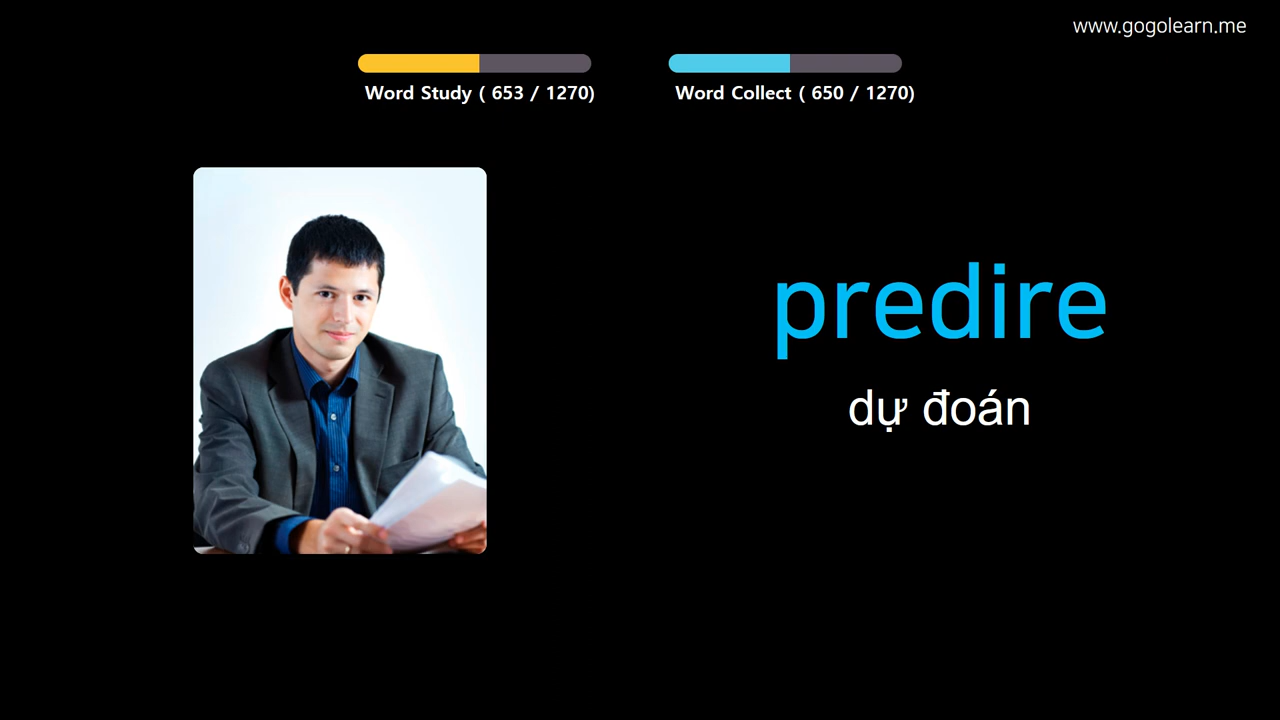 www.gogolearn.me
Word Study ( 653 / 1270)
Word Collect ( 650 / 1270)
predire
dự đoán